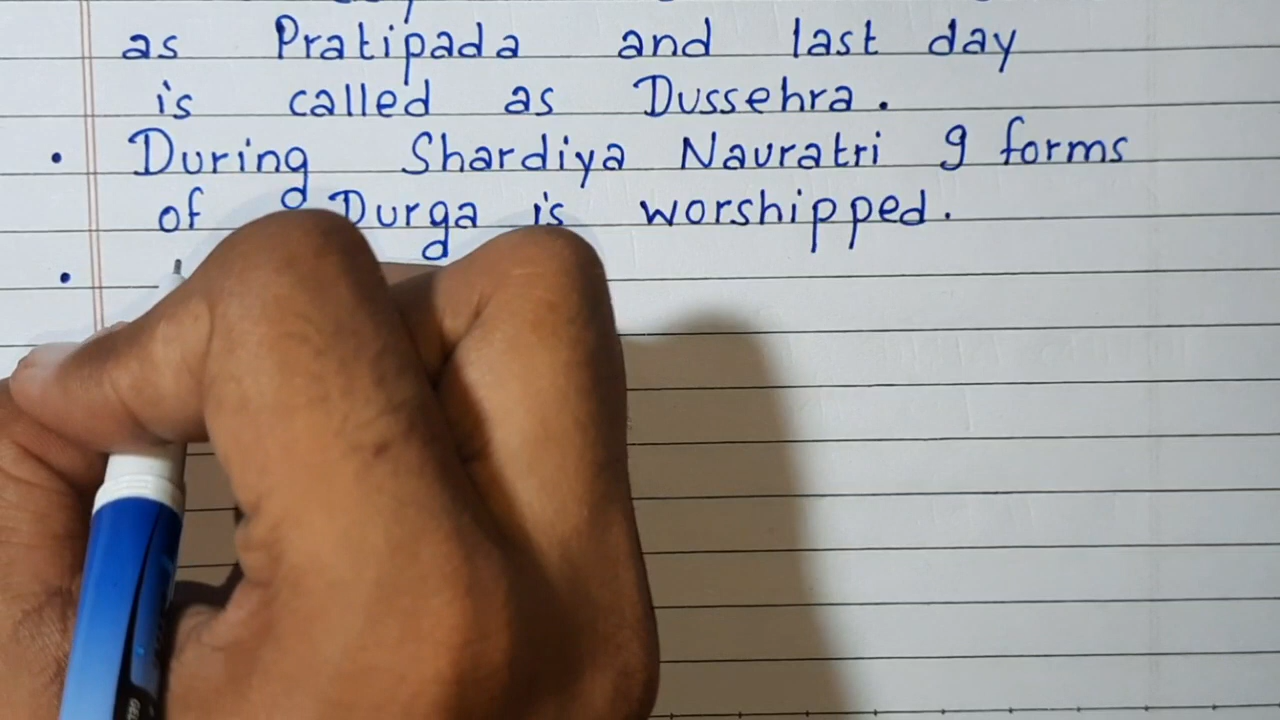 as Pratipada and last day
is called as Dussehra.
• During Shardiya Navratri 9 forms
of Durga is worshipped.
•